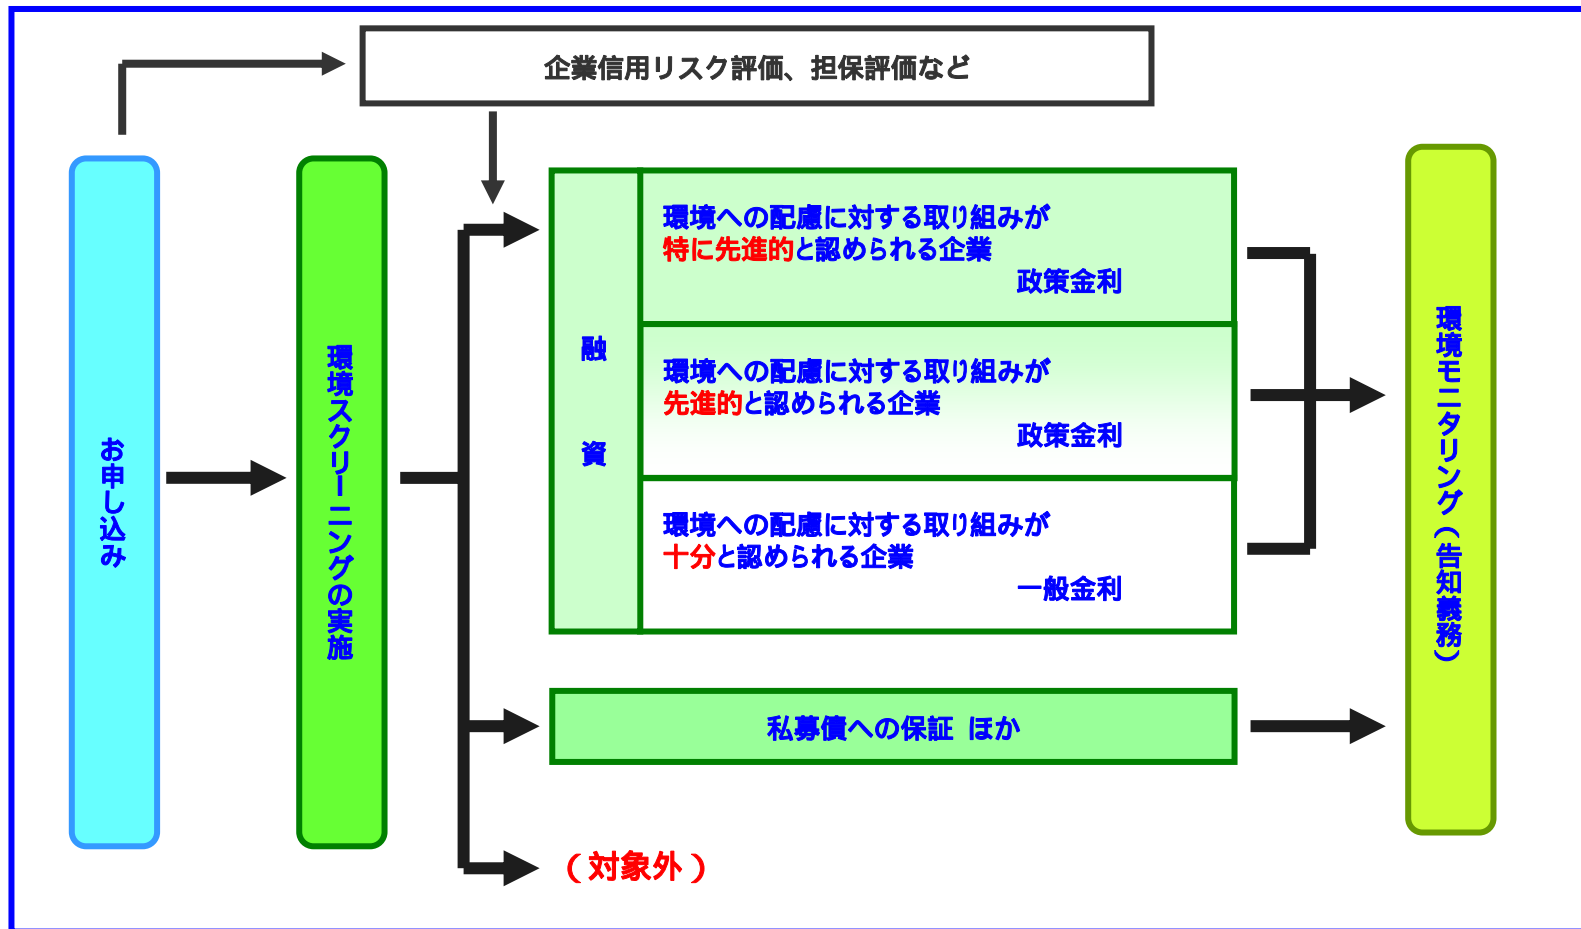 企業信用リスク評価、担保評価など
お申し込み
環境スクリーニングの実施
融資
環境への配慮に対する取り組みが
特に先進的と認められる企業
政策金利
環境への配慮に対する取り組みが
先進的と認められる企業
政策金利
環境への配慮に対する取り組みが
十分と認められる企業
一般金利
私募債への保証 ほか
（対象外）
環境モニタリング（告知義務）